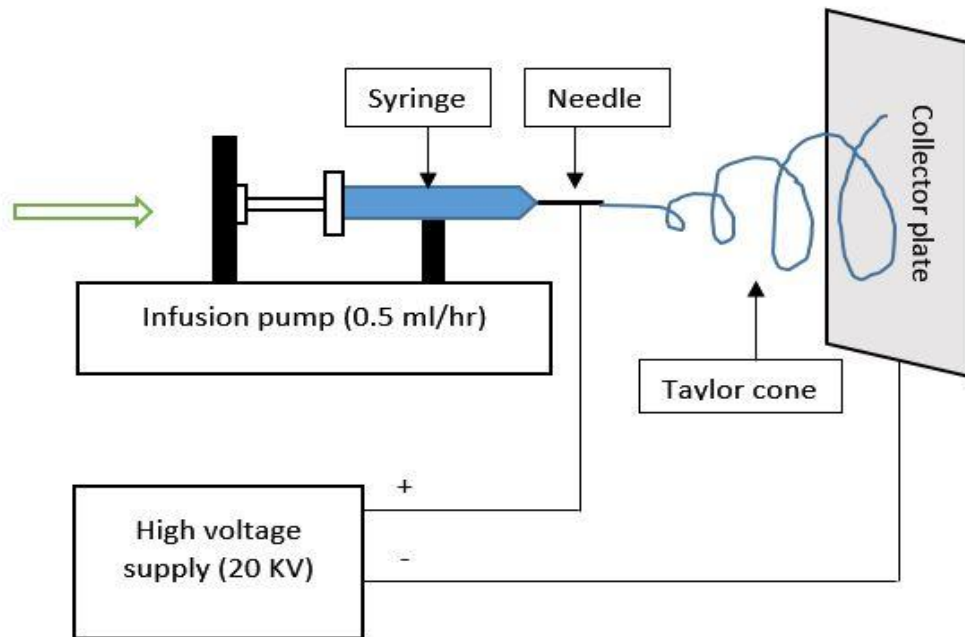 Syringe
Needle
Collector plate
Infusion pump (0.5 ml/hr)
Taylor cone
+
High voltage
supply (20 KV)
-